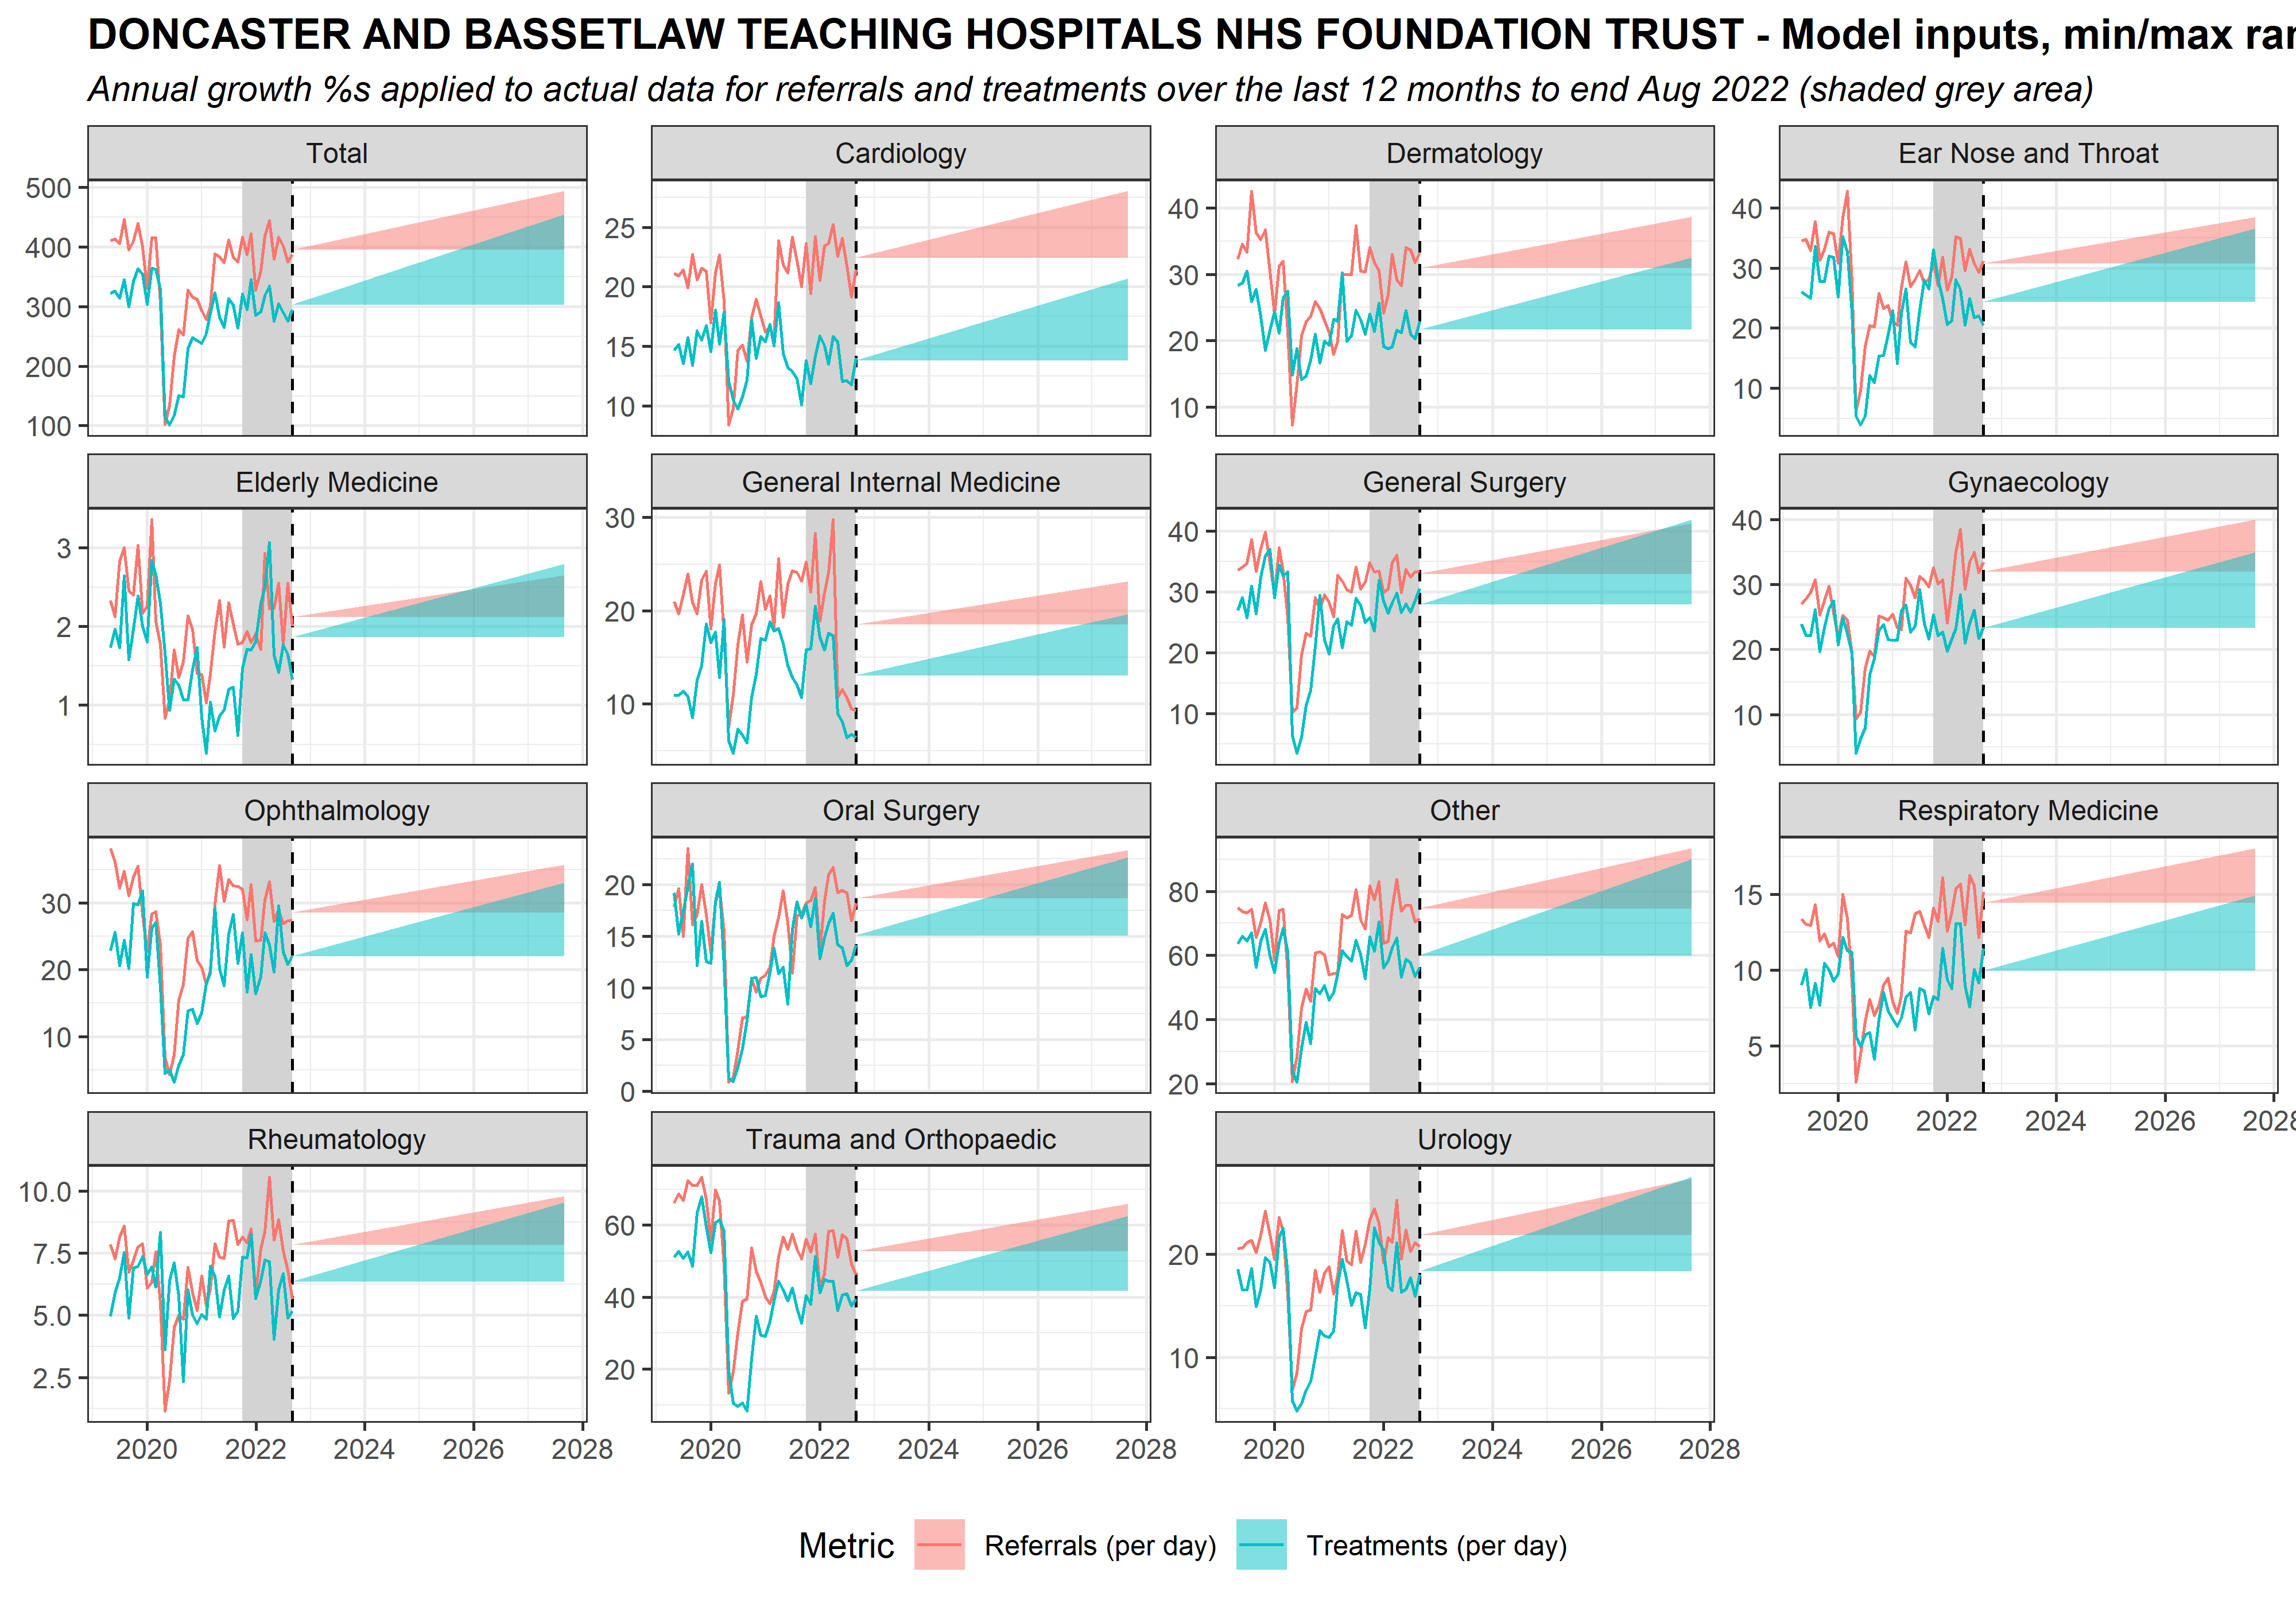 DONCASTER AND BASSETLAW TEACHING HOSPITALS NHS FOUNDATION TRUST - Model inputs, min/max ran
Annual growth %s applied to actual data for referrals and treatments over the last 12 months to end Aug 2022 (shaded grey area)
Total
Cardiology
Dermatology
Ear Nose and Throat
500
400
300
200
100
25
20
15
10
40
30
20
10
40
30
20
10
Elderly Medicine
General Internal Medicine
General Surgery
Gynaecology
3
2
1
30
20
10
40
30
20
10
40
30
20
10
Ophthalmology
Oral Surgery
Other
Respiratory Medicine
30
20
10
20
15
10
5
0
80
60
40
20
15
10
5
2020 2022 2024 2026 2028
Rheumatology
Trauma and Orthopaedic
Urology
10.0
7.5
5.0
2.5
60
40
20
20
10
2020 2022 2024 2026 2028
2020 2022 2024 2026 2028
2020 2022 2024 2026 2028
Metric Referrals (per day) Treatments (per day)